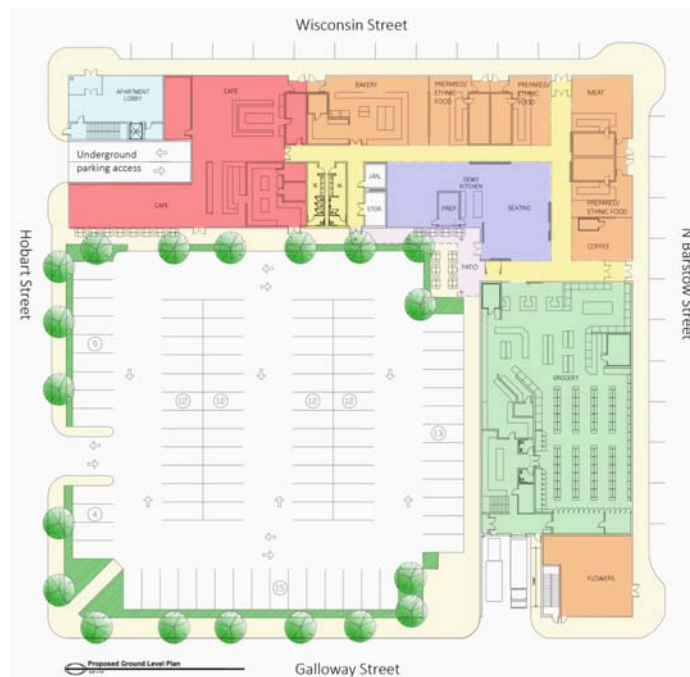 Wisconsin Street
APARTMENT
LOBBY
CAFE
BAKERY
PREPARED/
ETHNIC
FOOD
PREPARED/
ETHNIC
FOOD
MEAT
Underground
parking access
W.
M.
JAN.
STOR.
DEMO
KITCHEN
PREP.
SEATING
PREPARED/
ETHNIC FOOD
CAFE
COFFEE
PATIO
Hobart Street
N Barstow Street
9
12
12
12
12
13
GROCERY
4
15
FLOWERS
Proposed Ground Level Plan
Galloway Street